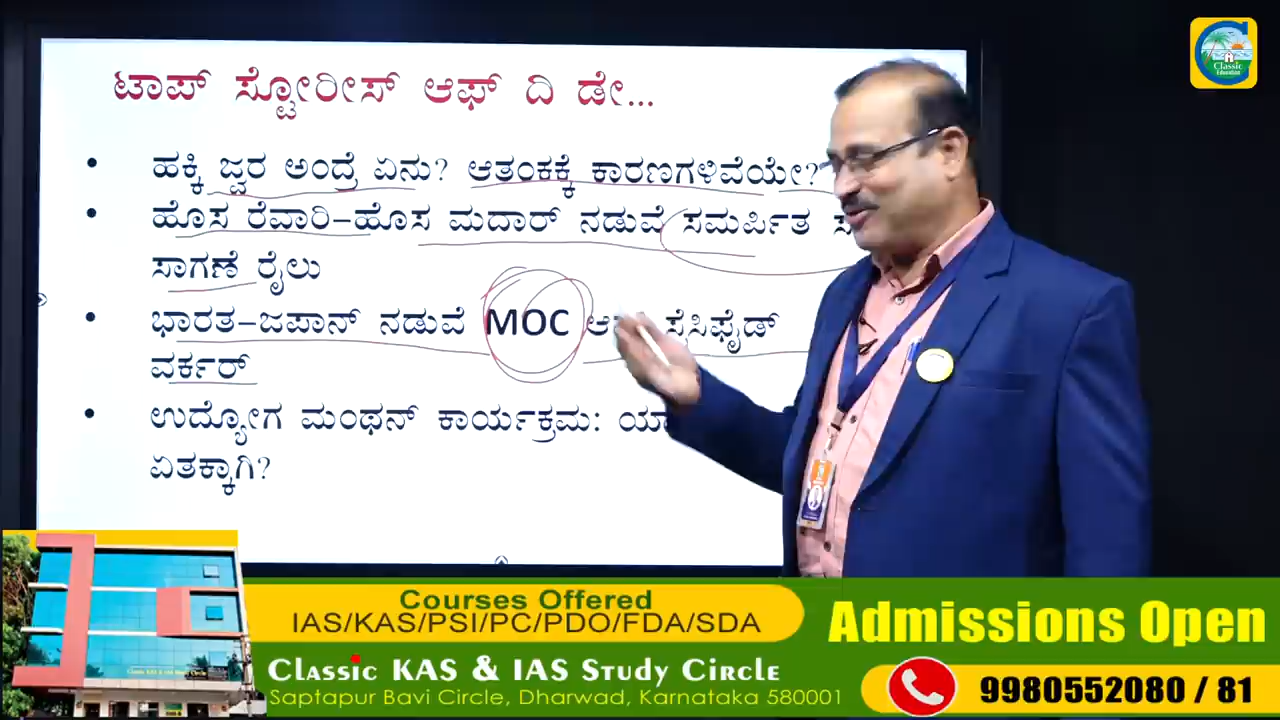 ಟಾಪ್ ಸ್ಟೋರೀಸ್ ಆಫ್ ದಿ ಡೇ...
• ಹಕ್ಕಿ ಜ್ವರ ಅಂದ್ರೆ ಏನು? ಆತಂಕಕ್ಕೆ ಕಾರಣಗಳಿವೆಯೇ?
• ಹೊಸ ರೆವಾರಿ-ಹೊಸ ಮದಾರ್ ನಡುವೆ ಸಮರ್ಪಿತ
ಸಾಗಣೆ ರೈಲು
• ಭಾರತ-ಜಪಾನ್ ನಡುವೆ MOC ಸ್ಪೆಸಿಫೈಡ್
ವರ್ಕರ್
• ಉದ್ಯೋಗ ಮಂಥನ್ ಕಾರ್ಯಕ್ರಮ:
ಏತಕ್ಕಾಗಿ?
Classic
Education
Courses Offered
IAS/KAS/PSI/PC/PDO/FDA/SDA
Classic KAS & IAS Study Circle
Saptapur Bavi Circle, Dharwad, Karnataka 580001
Admissions Open
9980552080 / 81